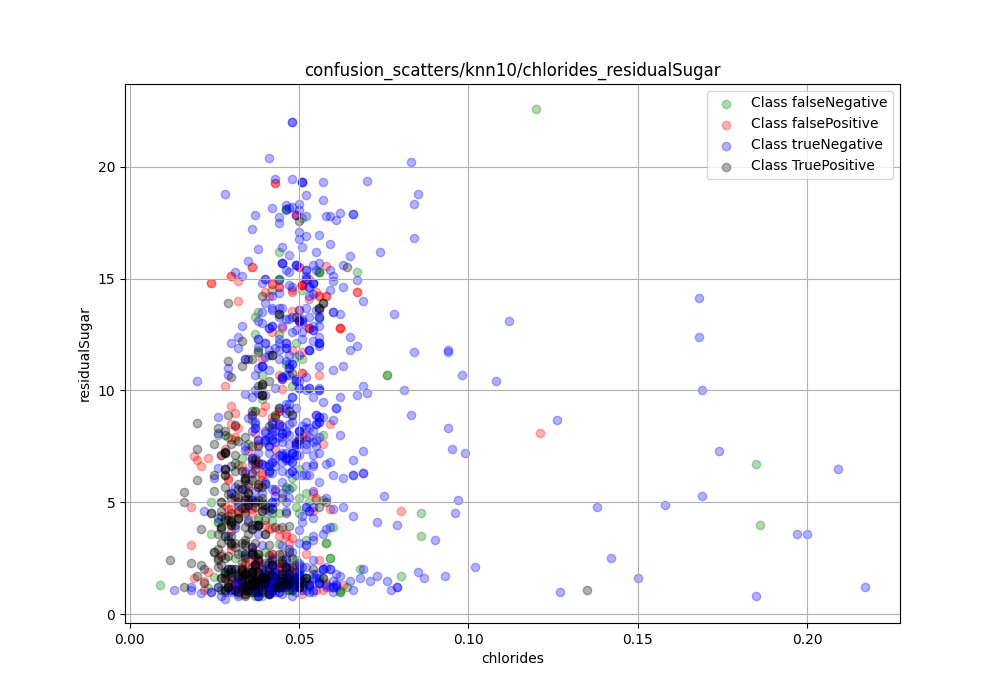 confusion_scatters/knn10/chlorides_residualSugar
Class falseNegative
Class falsePositive
Class trueNegative
Class TruePositive
residualSugar
20
15
10
5
0
0.00
0.05
0.10
0.15
0.20
chlorides